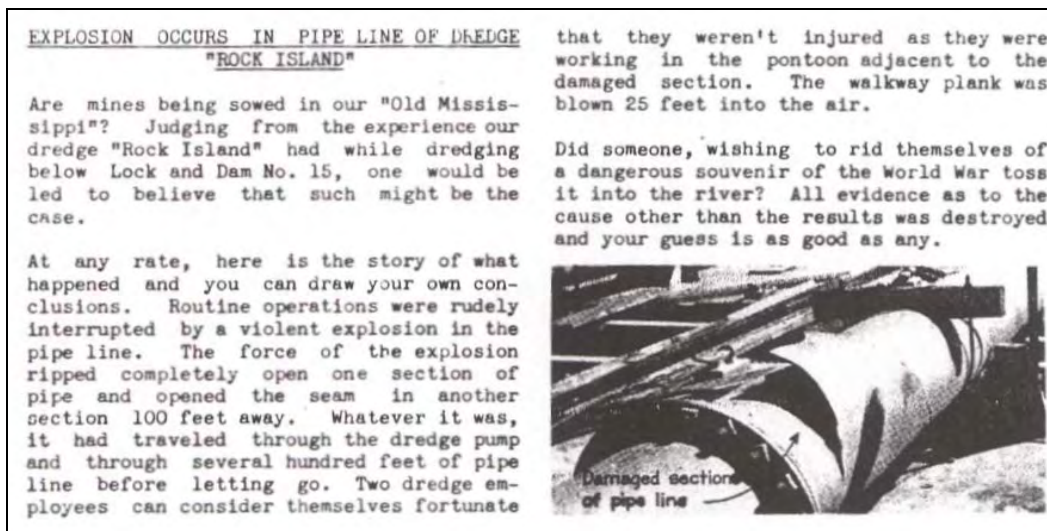 EXPLOSION OCCURS IN PIPE LINE OF DREDGE
"ROCK ISLAND"
Are mines being sowed in our "Old Missis-
sippi"? Judging from the experience our
dredge "Rock Island" had while dredging
below Lock and Dam No. 15, one would be
led to believe that such might be the
case.
At any rate, here is the story of what
happened and you can draw your own con-
clusions. Routine operations were rudely
interrupted by a violent explosion in the
pipe line. The force of the explosion
ripped completely open one section of
pipe and opened the seam in another
section 100 feet away. Whatever it was,
it had traveled through the dredge pump
and through several hundred feet of pipe
line before letting go. Two dredge em-
ployees can consider themselves fortunate
that they weren't injured as they were
working in the pontoon adjacent to the
damaged section. The walkway plank was
blown 25 feet into the air.
Did someone, wishing to rid themselves of
a dangerous souvenir of the World War toss
it into the river? All evidence as to the
cause other than the results was destroyed
and your guess is as good as any.
Damaged section
of pipe line